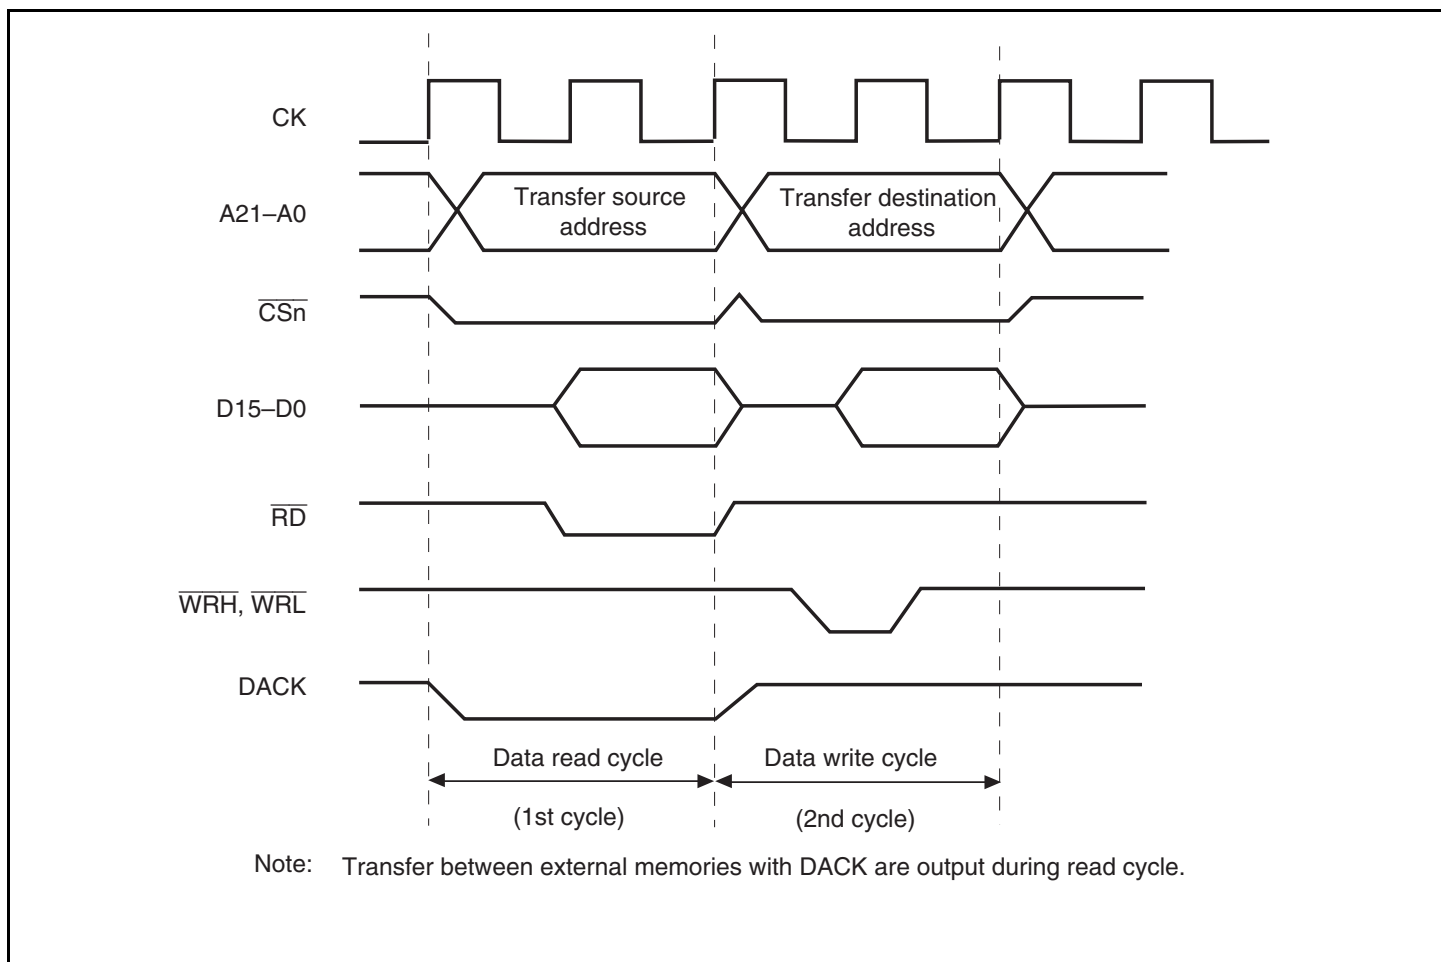 CK
A21–A0
Transfer source
address
Transfer destination
address
CSn
D15–D0
RD
WRH, WRL
DACK
Data read cycle
Data write cycle
(1st cycle)
(2nd cycle)
Note: Transfer between external memories with DACK are output during read cycle.